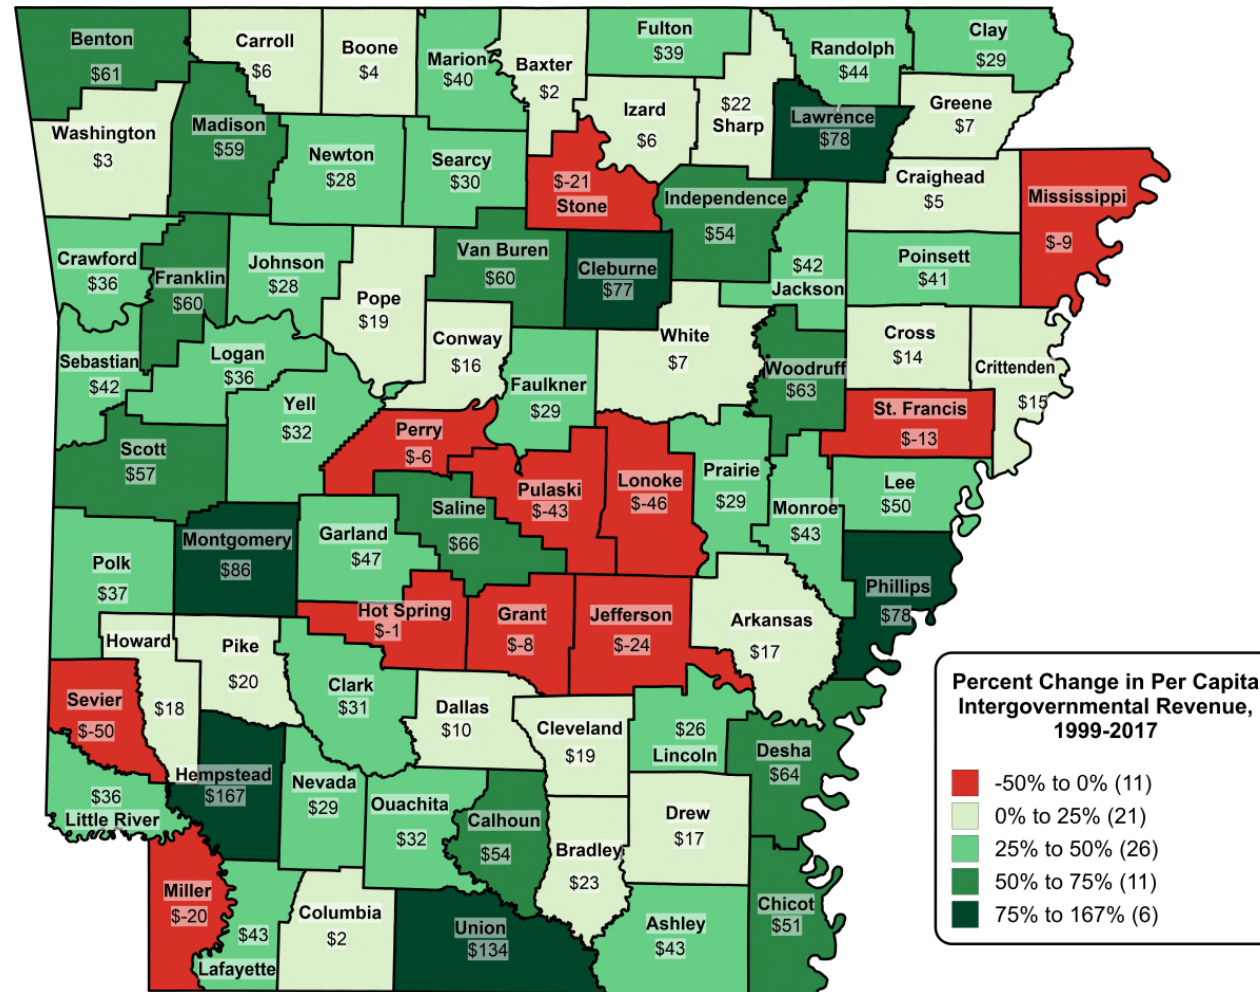 Benton
$61
Carroll
$6
Boone
$4
Marion
$40
Baxter
$2
Fulton
$39
Randolph
$44
Clay
$29
Washington
$3
Madison
$59
Newton
$28
Searcy
$30
$-21
Stone
Izard
$6
$22
Sharp
Lawrence
$78
Greene
$7
Craighead
$5
Mississippi
$-9
Independence
$54
Crawford
$36
Franklin
$60
Johnson
$28
Pope
$19
Van Buren
$60
Cleburne
$77
$42
Jackson
Poinsett
$41
Sebastian
$42
Logan
$36
Conway
$16
White
$7
Woodruff
$63
Cross
$14
Crittenden
$15
Scott
$57
Yell
$32
Faulkner
$29
Perry
$-6
St. Francis
$-13
Pulaski
$-43
Lonoke
$-46
Prairie
$29
Monroe
$43
Lee
$50
Polk
$37
Montgomery
$86
Garland
$47
Saline
$66
Phillips
$78
Hot Spring
$-1
Grant
$-8
Jefferson
$-24
Arkansas
$17
Howard
$18
Pike
$20
Clark
$31
Dallas
$10
Cleveland
$19
$26
Lincoln
Desha
$64
Sevier
$-50
$36
Little River
Hempstead
$167
Nevada
$29
Ouachita
$32
Calhoun
$54
Bradley
$23
Drew
$17
Miller
$-20
$43
Lafayette
Columbia
$2
Union
$134
Ashley
$43
Chicot
$51
Percent Change in Per Capita
Intergovernmental Revenue,
1999-2017
-50% to 0% (11)
0% to 25% (21)
25% to 50% (26)
50% to 75% (11)
75% to 167% (6)